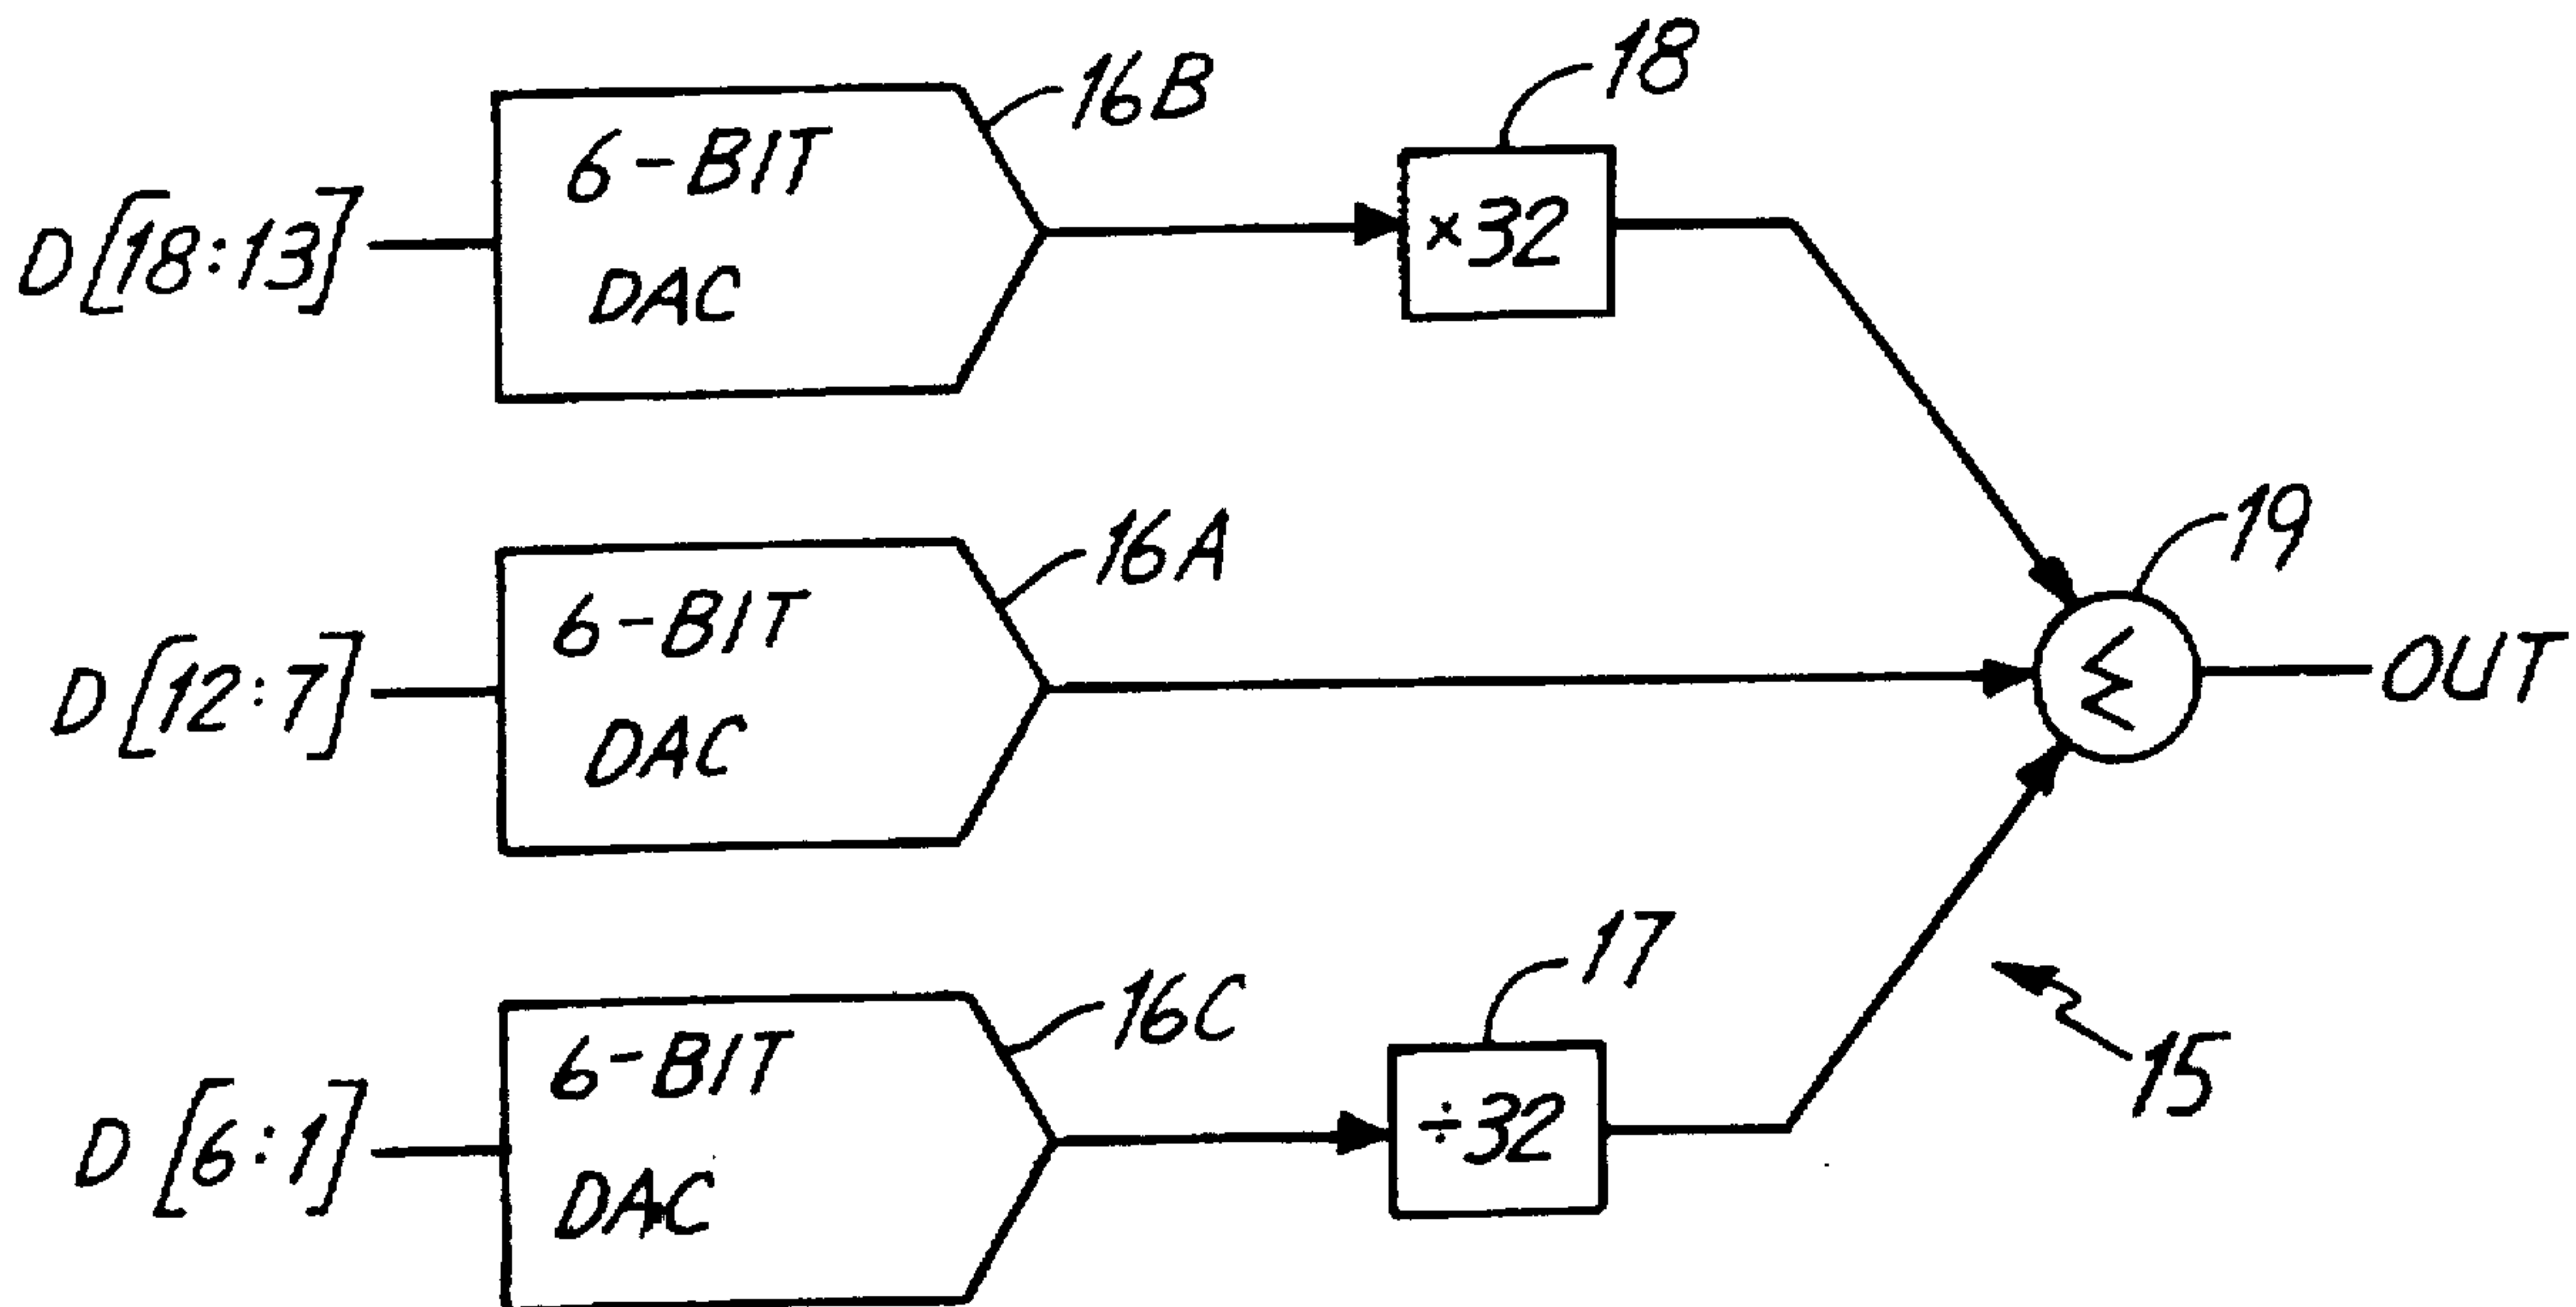 18
16B
6-BIT
DAC
D[18:13]
×32
16A
19
6-BIT
DAC
D[12:7]
Σ
OUT
16C
17
6-BIT
DAC
D[6:1]
÷32
15